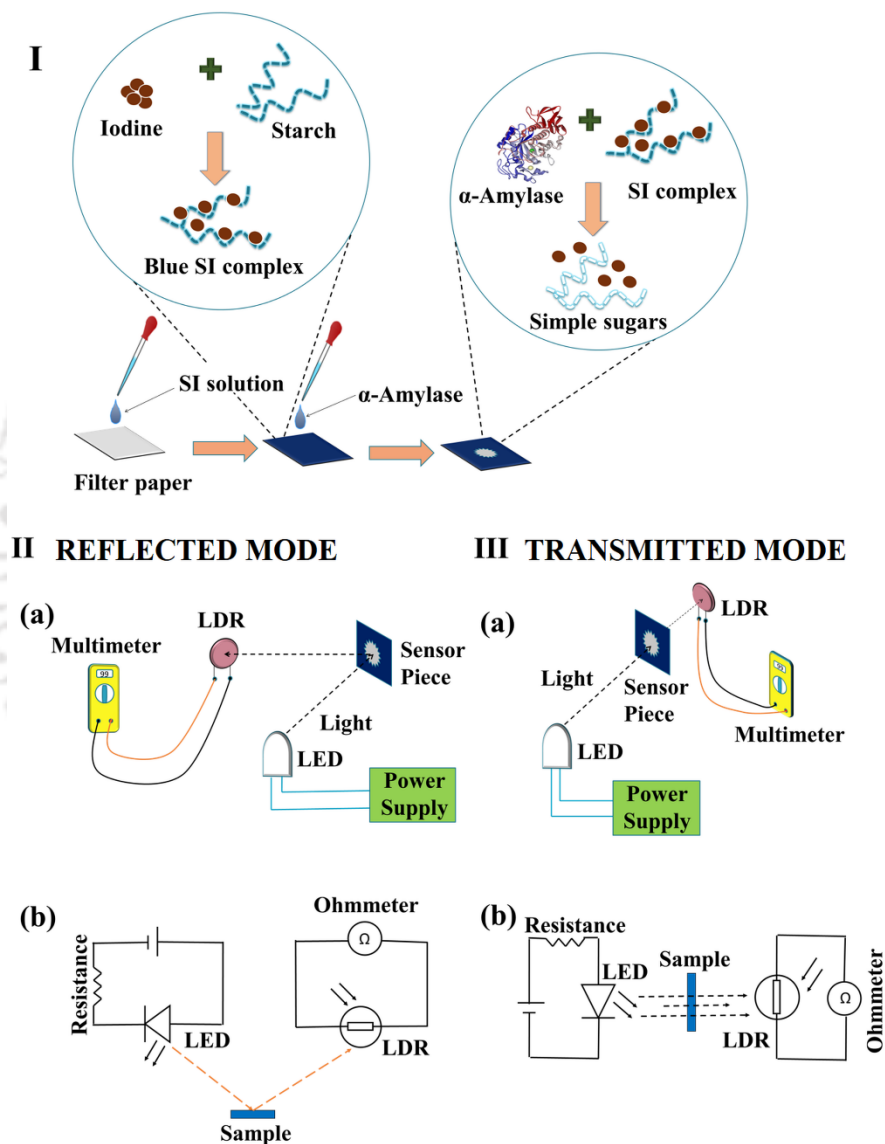 I
Iodine
Starch
Blue SI complex
α-Amylase
SI complex
Simple sugars
SI solution
α-Amylase
Filter paper
II REFLECTED MODE
III TRANSMITTED MODE
(a)
Multimeter
99
LDR
Sensor
Piece
Light
LED
Power
Supply
(a)
LDR
Light
Sensor
Piece
99
Multimeter
LED
Power
Supply
(b)
Resistance
LED
Ohmmeter
Ω
LDR
Sample
(b)
Resistance
LED
Sample
LDR
Ω
Ohmmeter